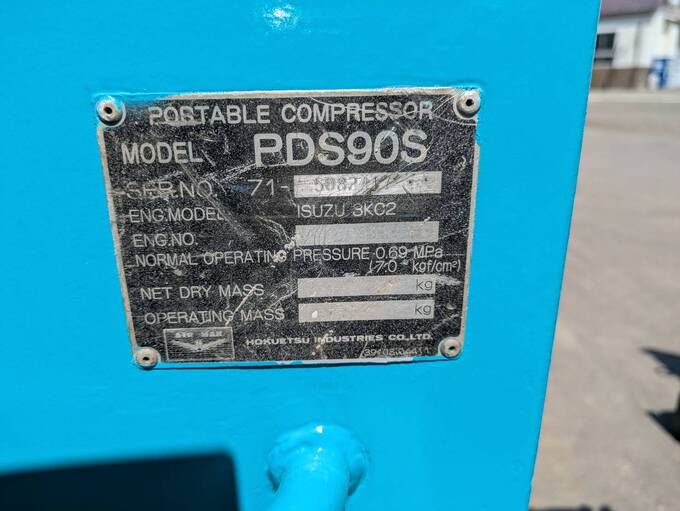 PORTABLE COMPRESSOR
MODEL PDS90S
SER.NO. 71-
ENG.MODEL ISUZU 3KC2
ENG.NO.
NORMAL OPERATING PRESSURE 0.69 MPa
(7.0 kgf/cm²)
NET DRY MASS kg
OPERATING MASS kg
AIR MAN
HOKUETSU INDUSTRIES CO.,LTD.